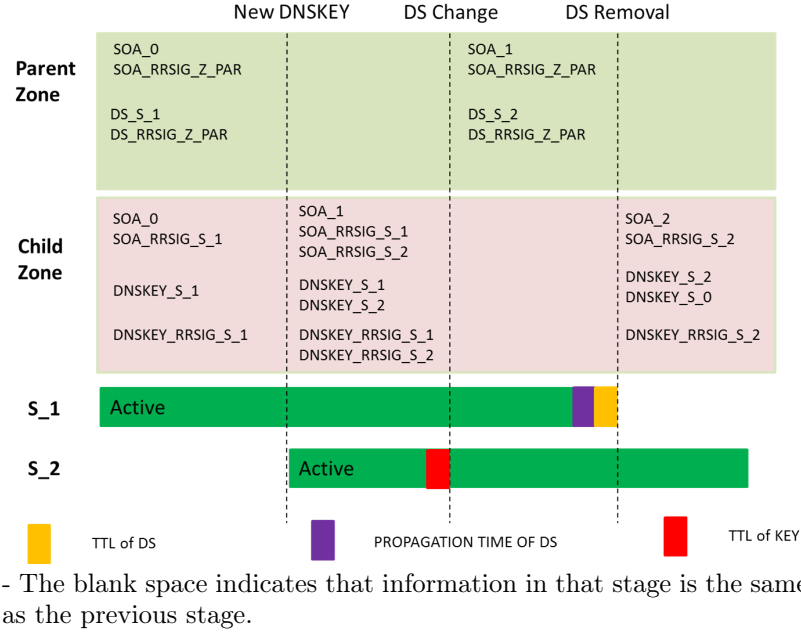 New DNSKEY DS Change DS Removal
Parent
Zone
SOA_0
SOA_RRSIG_Z_PAR
DS_S_1
DS_RRSIG_Z_PAR
SOA_1
SOA_RRSIG_Z_PAR
DS_S_2
DS_RRSIG_Z_PAR
Child
Zone
SOA_0
SOA_RRSIG_S_1
DNSKEY_S_1
DNSKEY_RRSIG_S_1
SOA_1
SOA_RRSIG_S_1
SOA_RRSIG_S_2
DNSKEY_S_1
DNSKEY_S_2
DNSKEY_RRSIG_S_1
DNSKEY_RRSIG_S_2
SOA_2
SOA_RRSIG_S_2
DNSKEY_S_2
DNSKEY_S_0
DNSKEY_RRSIG_S_2
S_1 Active
S_2 Active
TTL of DS PROPAGATION TIME OF DS TTL of KEY
- The blank space indicates that information in that stage is the same
as the previous stage.